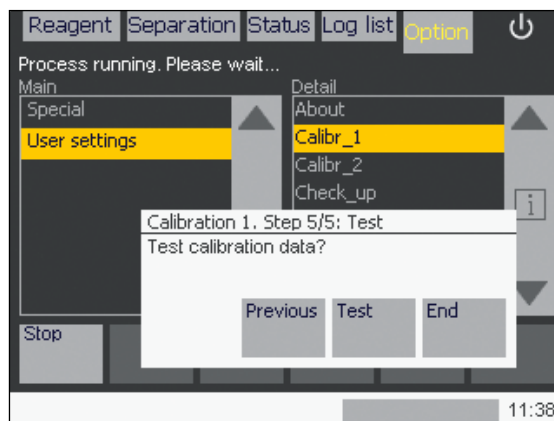 Reagent Separation Status Log list Option
Process running. Please wait...
Main Detail
Special About
User settings Calibr_1
Calibr_2
Check_up
i
Calibration 1. Step 5/5: Test
Test calibration data?
Previous Test End
Stop
11:38